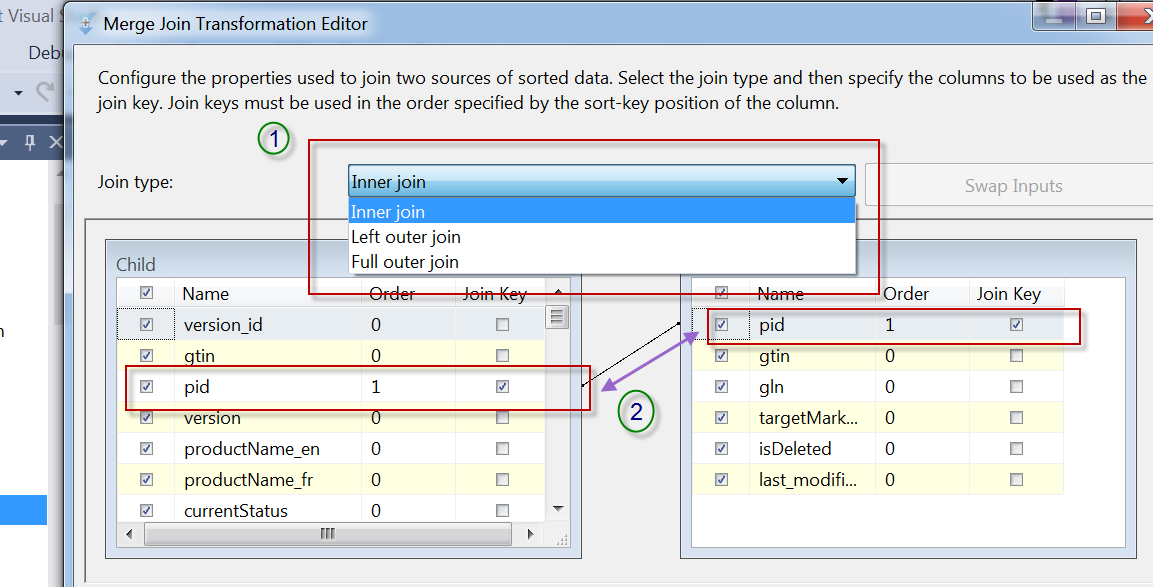 t Visual S
Merge Join Transformation Editor
Debu
Configure the properties used to join two sources of sorted data. Select the join type and then specify the columns to be used as the
join key. Join keys must be used in the order specified by the sort-key position of the column.
1
Join type:
Inner join
Swap Inputs
Inner join
Left outer join
Full outer join
Child
Name Order Join Key
version_id 0
gtin 0
pid 1
version 0
productName_en 0
productName_fr 0
currentStatus 0
Name Order Join Key
pid 1
gtin 0
gln 0
targetMark... 0
isDeleted 0
last_modifi... 0
2
n